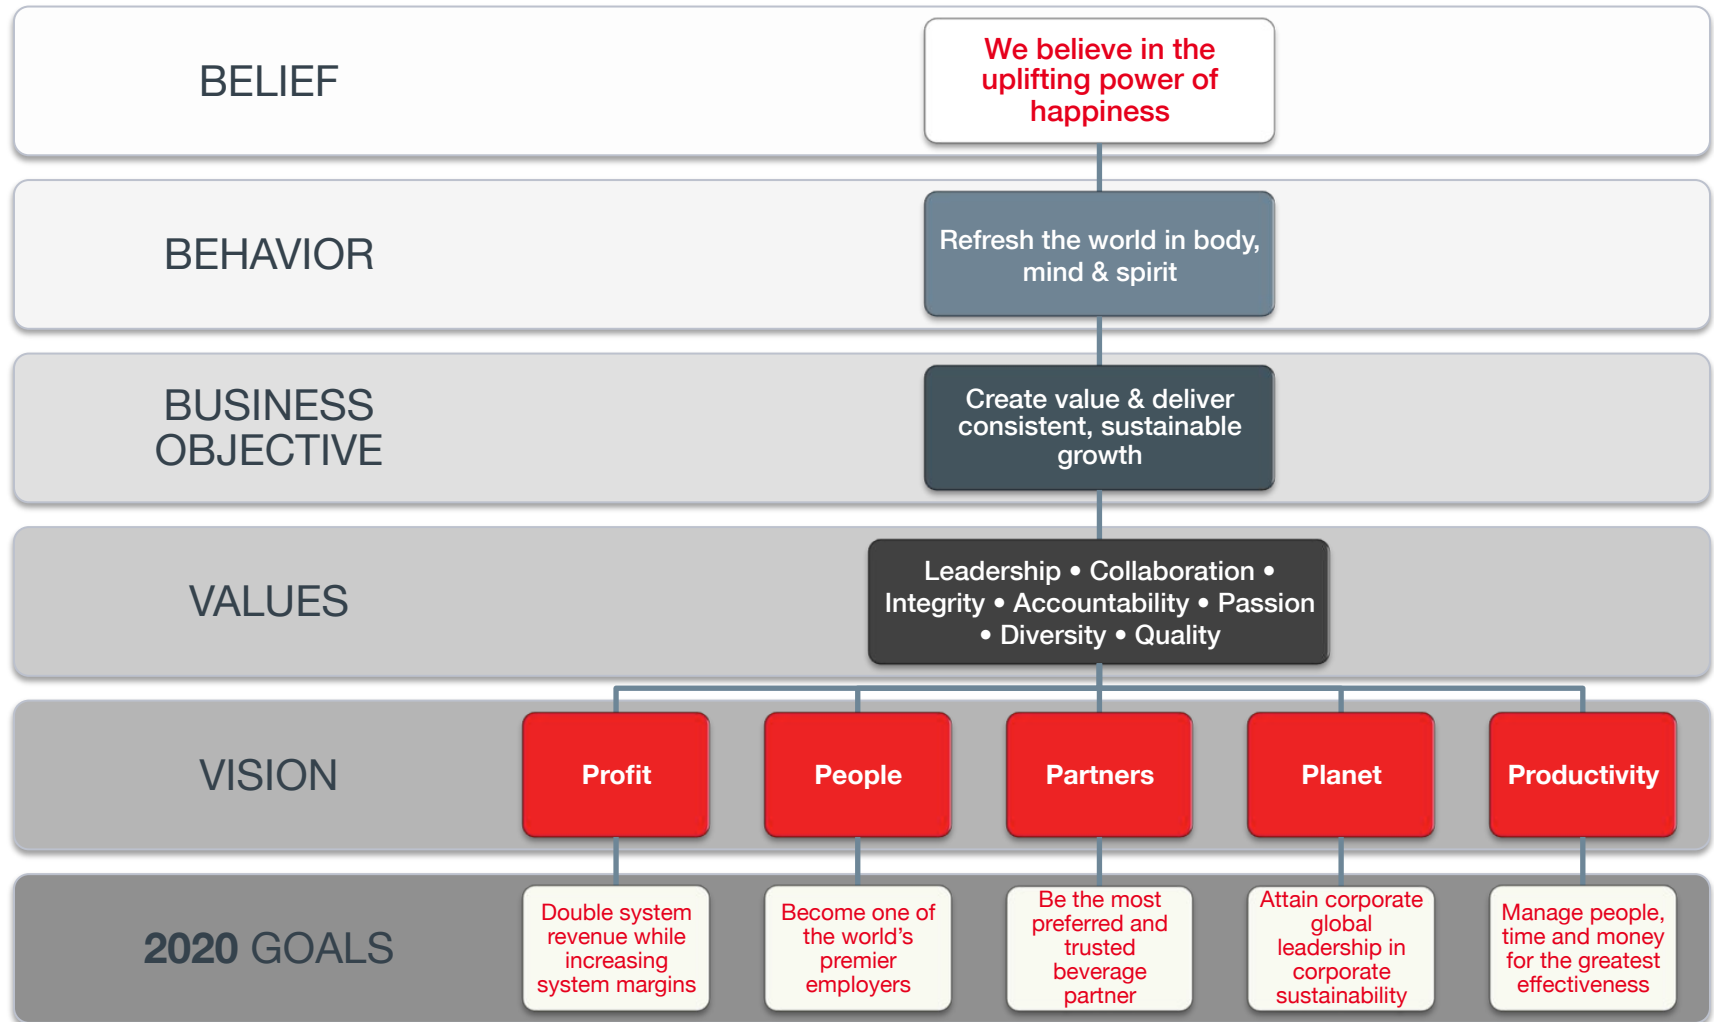 BELIEF
We believe in the
uplifting power of
happiness
BEHAVIOR
Refresh the world in body,
mind & spirit
BUSINESS
OBJECTIVE
Create value & deliver
consistent, sustainable
growth
VALUES
Leadership • Collaboration •
Integrity • Accountability • Passion
• Diversity • Quality
VISION
Profit
People
Partners
Planet
Productivity
2020 GOALS
Double system
revenue while
increasing
system margins
Become one of
the world's
premier
employers
Be the most
preferred and
trusted
beverage
partner
Attain corporate
global
leadership in
corporate
sustainability
Manage people,
time and money
for the greatest
effectiveness